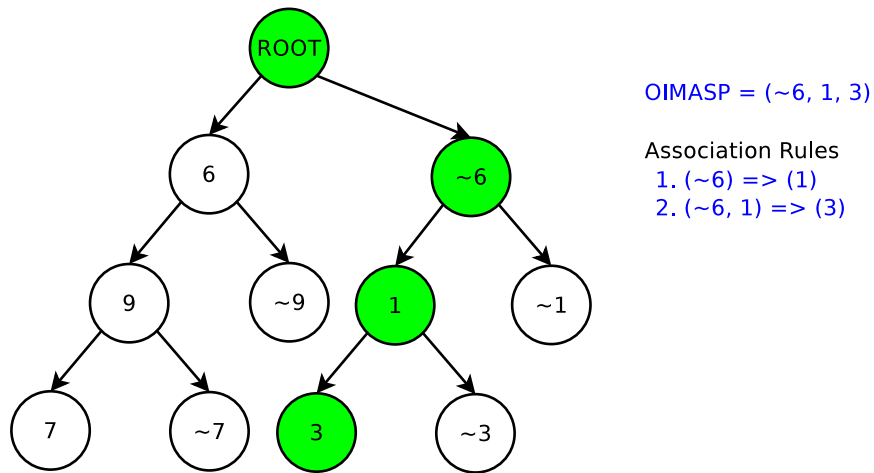 ROOT
OIMASP = (~6, 1, 3)
Association Rules
1. (~6) => (1)
2. (~6, 1) => (3)
6
~6
9
~9
1
~1
7
~7
3
~3